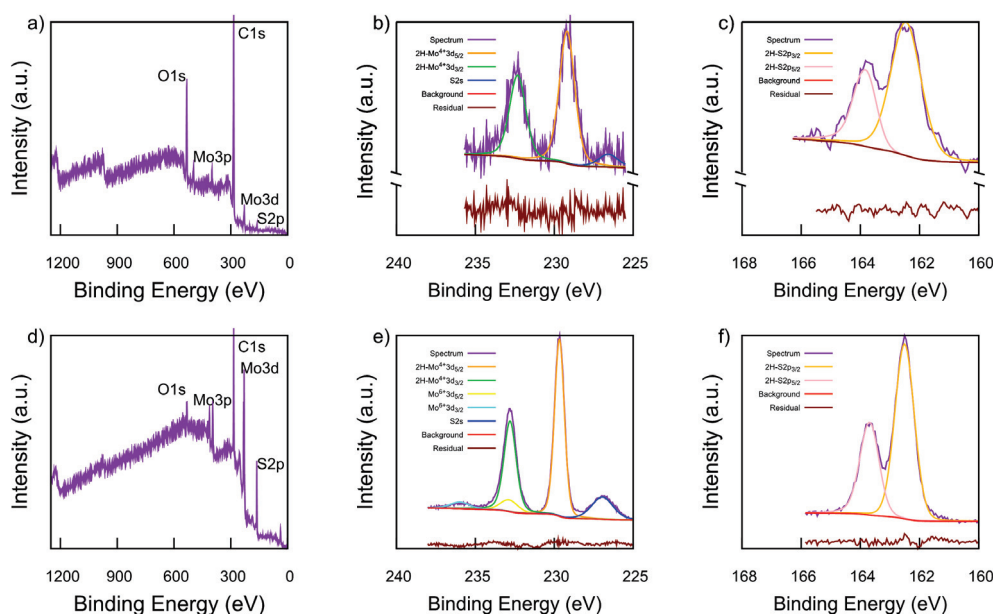 a)
C1s
O1s
Mo3p
Mo3d
S2p
Intensity (a.u.)
1200 900 600 300 0
Binding Energy (eV)
b)
Spectrum
2H-Mo⁴⁺3d₅/₂
2H-Mo⁴⁺3d₃/₂
S2s
Background
Residual
Intensity (a.u.)
240 235 230 225
Binding Energy (eV)
c)
Spectrum
2H-S2p₃/₂
2H-S2p₅/₂
Background
Residual
Intensity (a.u.)
168 166 164 162 160
Binding Energy (eV)
d)
C1s
Mo3d
O1s
Mo3p
S2p
Intensity (a.u.)
1200 900 600 300 0
Binding Energy (eV)
e)
Spectrum
2H-Mo⁴⁺3d₅/₂
2H-Mo⁴⁺3d₃/₂
Mo⁶⁺3d₅/₂
Mo⁶⁺3d₃/₂
S2s
Background
Residual
Intensity (a.u.)
240 235 230 225
Binding Energy (eV)
f)
Spectrum
2H-S2p₃/₂
2H-S2p₅/₂
Background
Residual
Intensity (a.u.)
168 166 164 162 160
Binding Energy (eV)